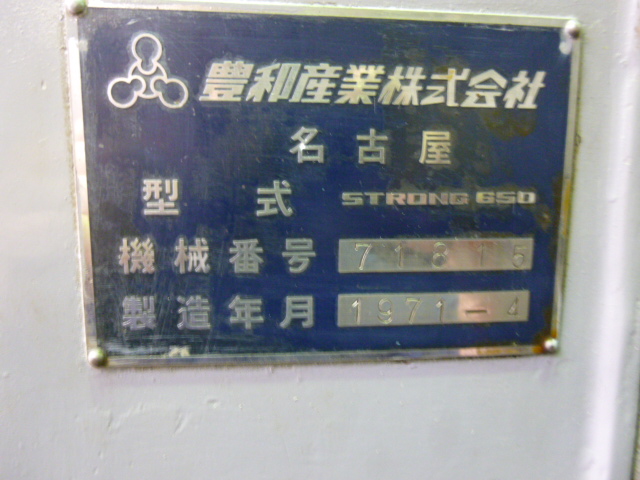 豊和産業株式会社
名古屋
型式 STRONG 650
機械番号 71815
製造年月 1971-4